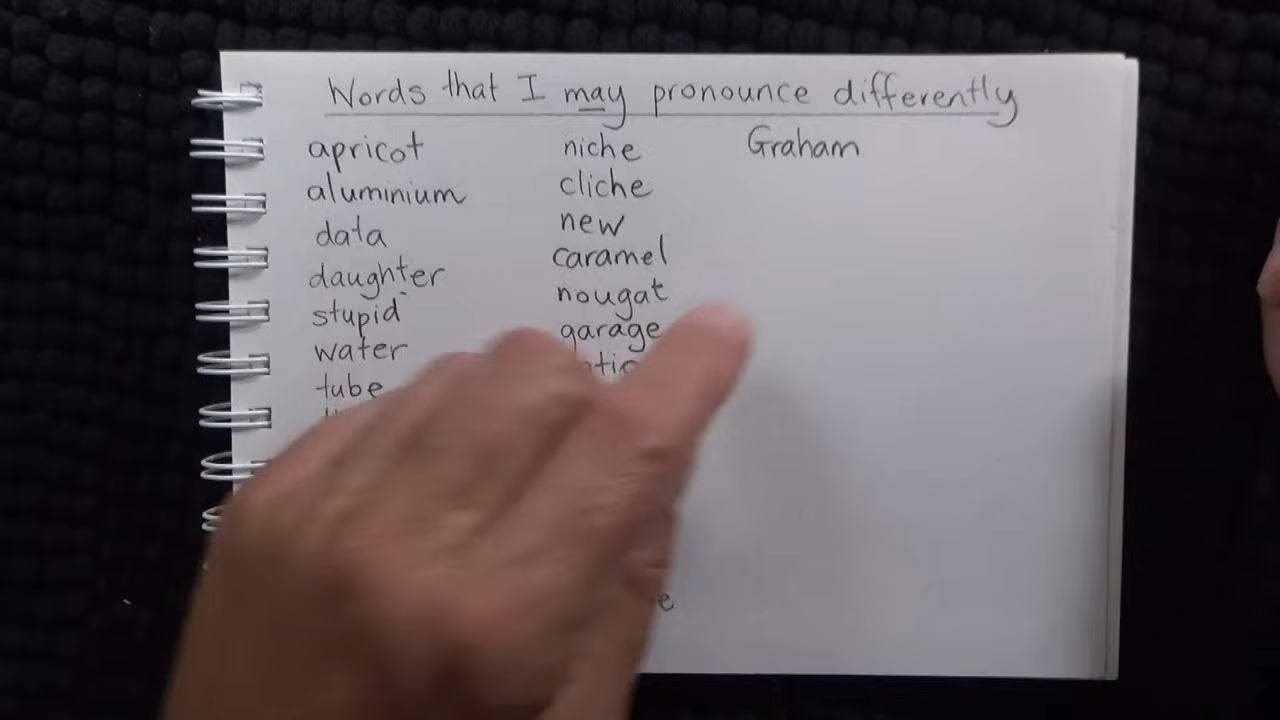 Words that I may pronounce differently
apricot
aluminium
data
daughter
stupid
water
tube
niche
cliche
new
caramel
nougat
garage
Graham